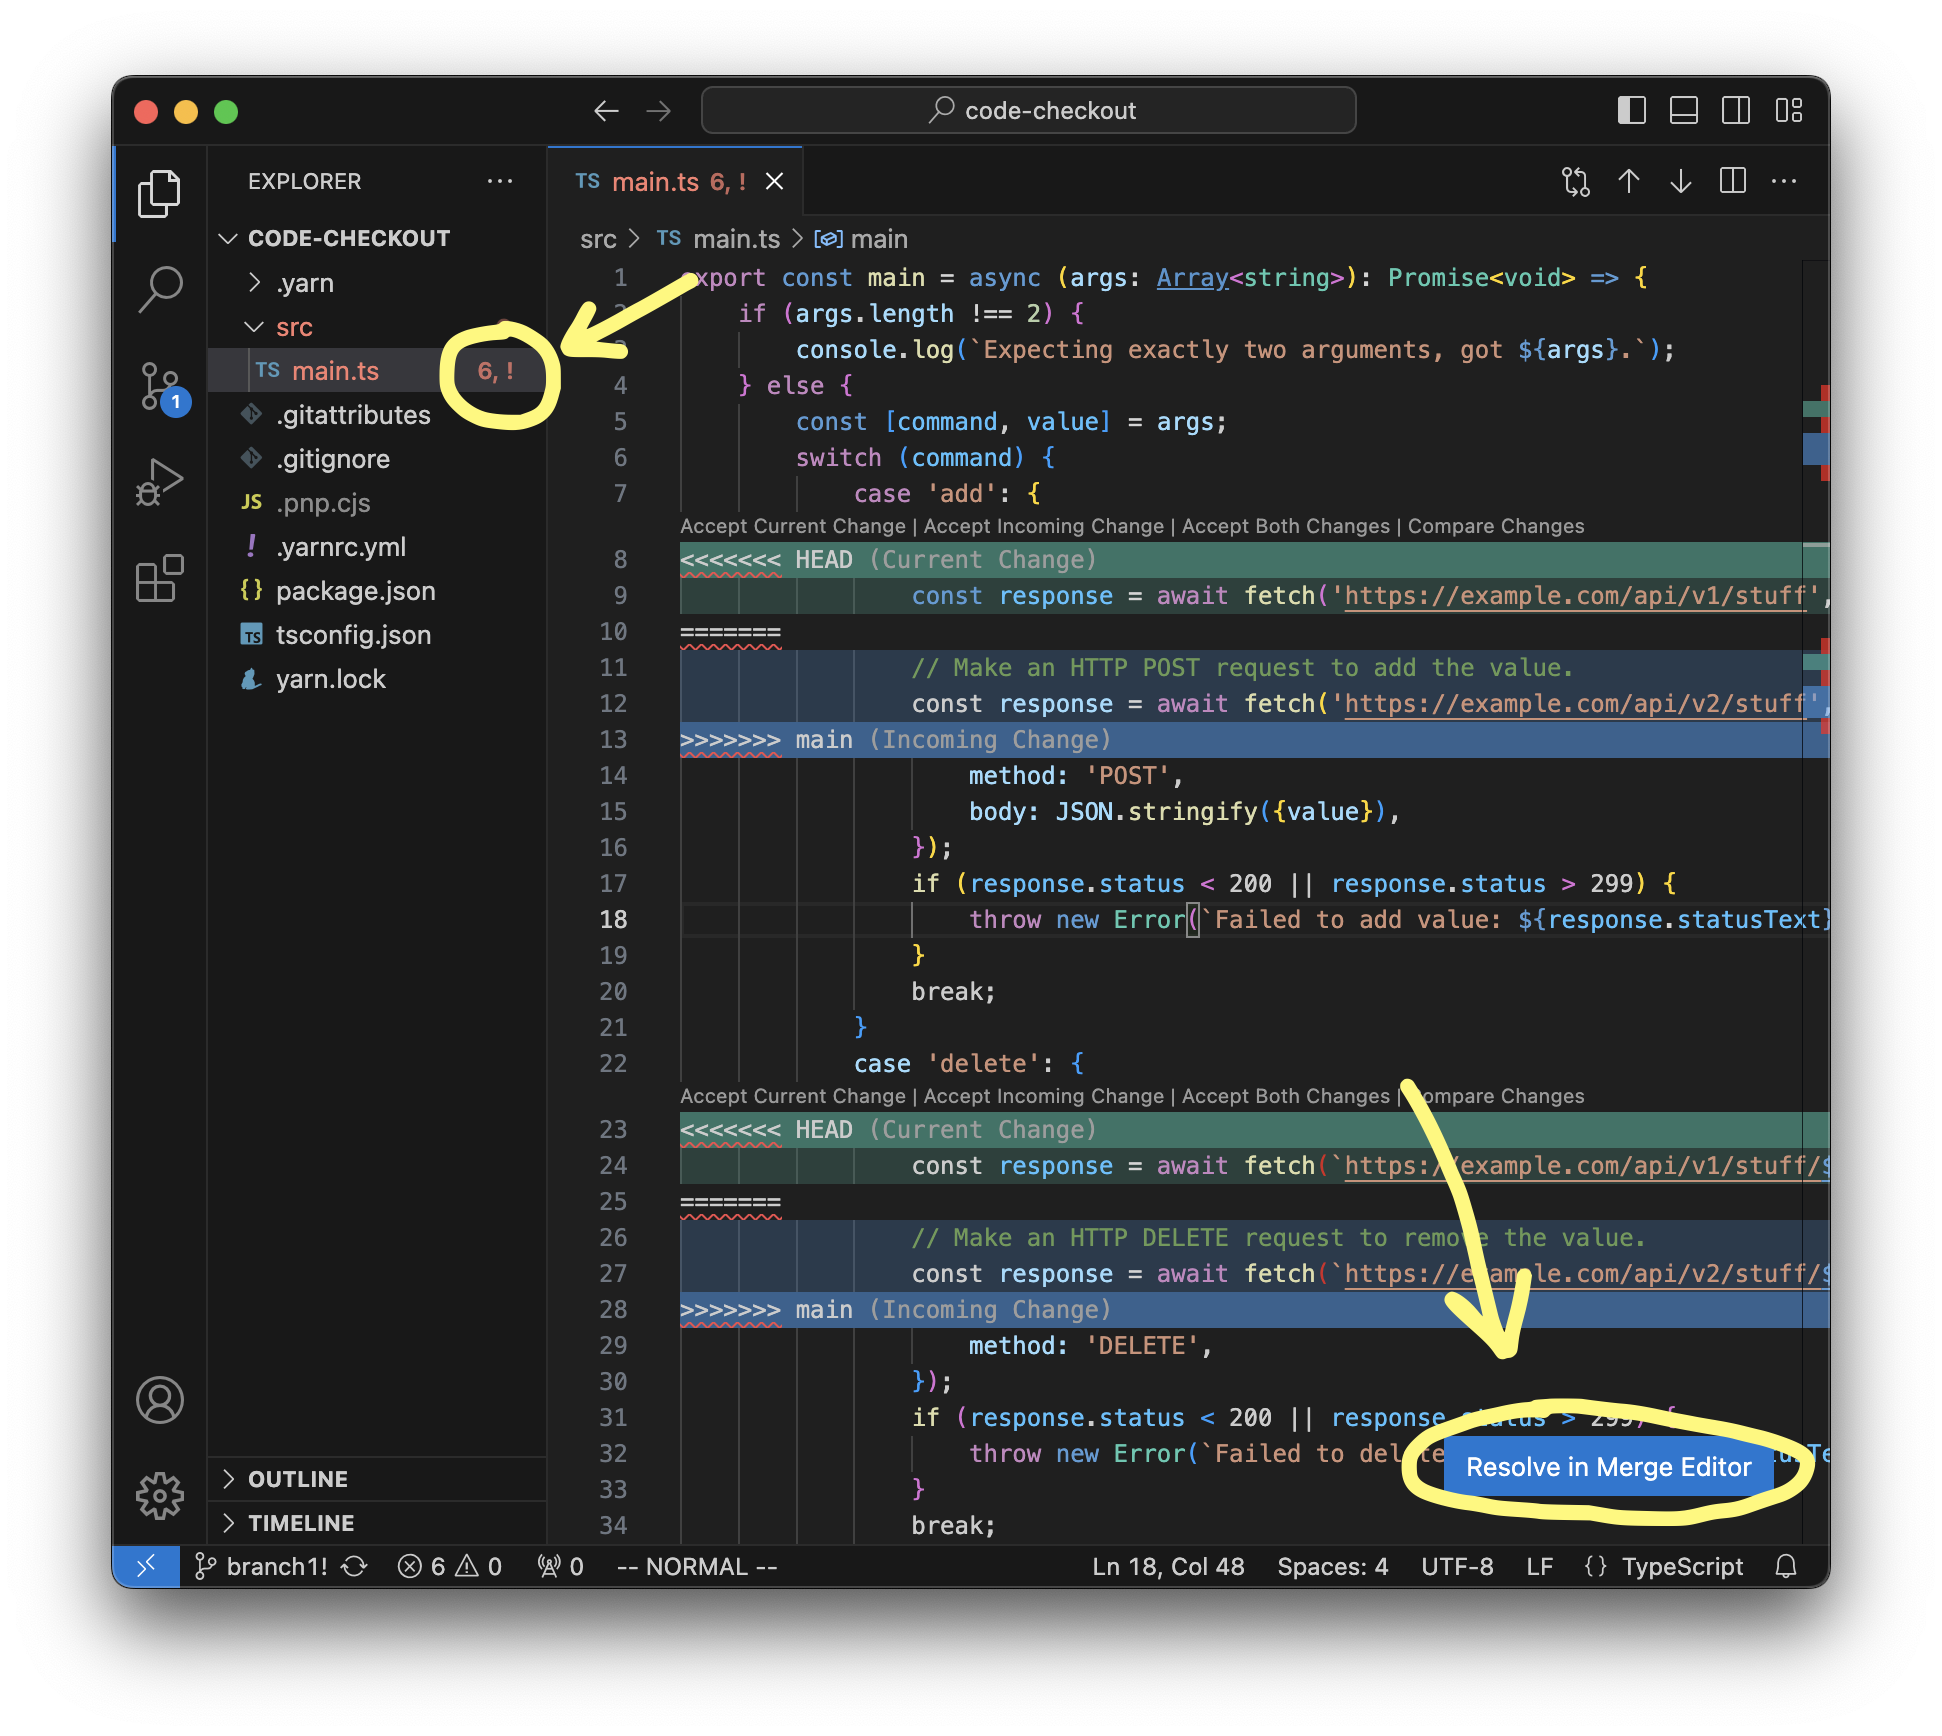 code-checkout
EXPLORER
CODE-CHECKOUT
.yarn
src
TS main.ts 6, !
.gitattributes
.gitignore
JS .pnp.cjs
! .yarnrc.yml
{} package.json
TS tsconfig.json
yarn.lock
OUTLINE
TIMELINE
1
TS main.ts 6, !
src > TS main.ts > main
1 export const main = async (args: Array<string>): Promise<void> => {
2 if (args.length !== 2) {
3 console.log(`Expecting exactly two arguments, got ${args}.`);
4 } else {
5 const [command, value] = args;
6 switch (command) {
7 case 'add': {
Accept Current Change | Accept Incoming Change | Accept Both Changes | Compare Changes
8 <<<<<<< HEAD (Current Change)
9 const response = await fetch('https://example.com/api/v1/stuff',
10 =======
11 // Make an HTTP POST request to add the value.
12 const response = await fetch('https://example.com/api/v2/stuff',
13 >>>>>>> main (Incoming Change)
14 method: 'POST',
15 body: JSON.stringify({value}),
16 });
17 if (response.status < 200 || response.status > 299) {
18 throw new Error(`Failed to add value: ${response.statusText}
19 }
20 break;
21 }
22 case 'delete': {
Accept Current Change | Accept Incoming Change | Accept Both Changes | Compare Changes
23 <<<<<<< HEAD (Current Change)
24 const response = await fetch(`https://example.com/api/v1/stuff/$
25 =======
26 // Make an HTTP DELETE request to remove the value.
27 const response = await fetch(`https://example.com/api/v2/stuff/$
28 >>>>>>> main (Incoming Change)
29 method: 'DELETE',
30 });
31 if (response.status < 200 || response.status > 299) {
32 throw new Error(`Failed to delete
33 }
34 break;
Resolve in Merge Editor
branch1! 6 0 0 -- NORMAL -- Ln 18, Col 48 Spaces: 4 UTF-8 LF {} TypeScript